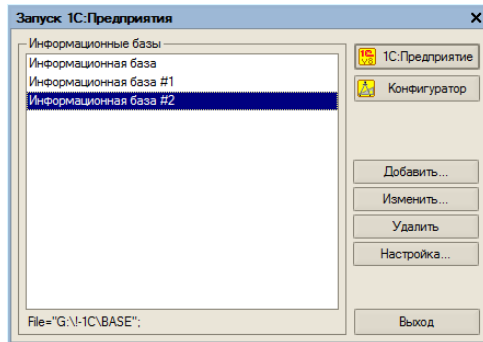 Запуск 1С:Предприятия
Информационные базы
Информационная база
Информационная база #1
Информационная база #2
1С:Предприятие
Конфигуратор
Добавить...
Изменить...
Удалить
Настройка...
File="G:\!-1C\BASE";
Выход